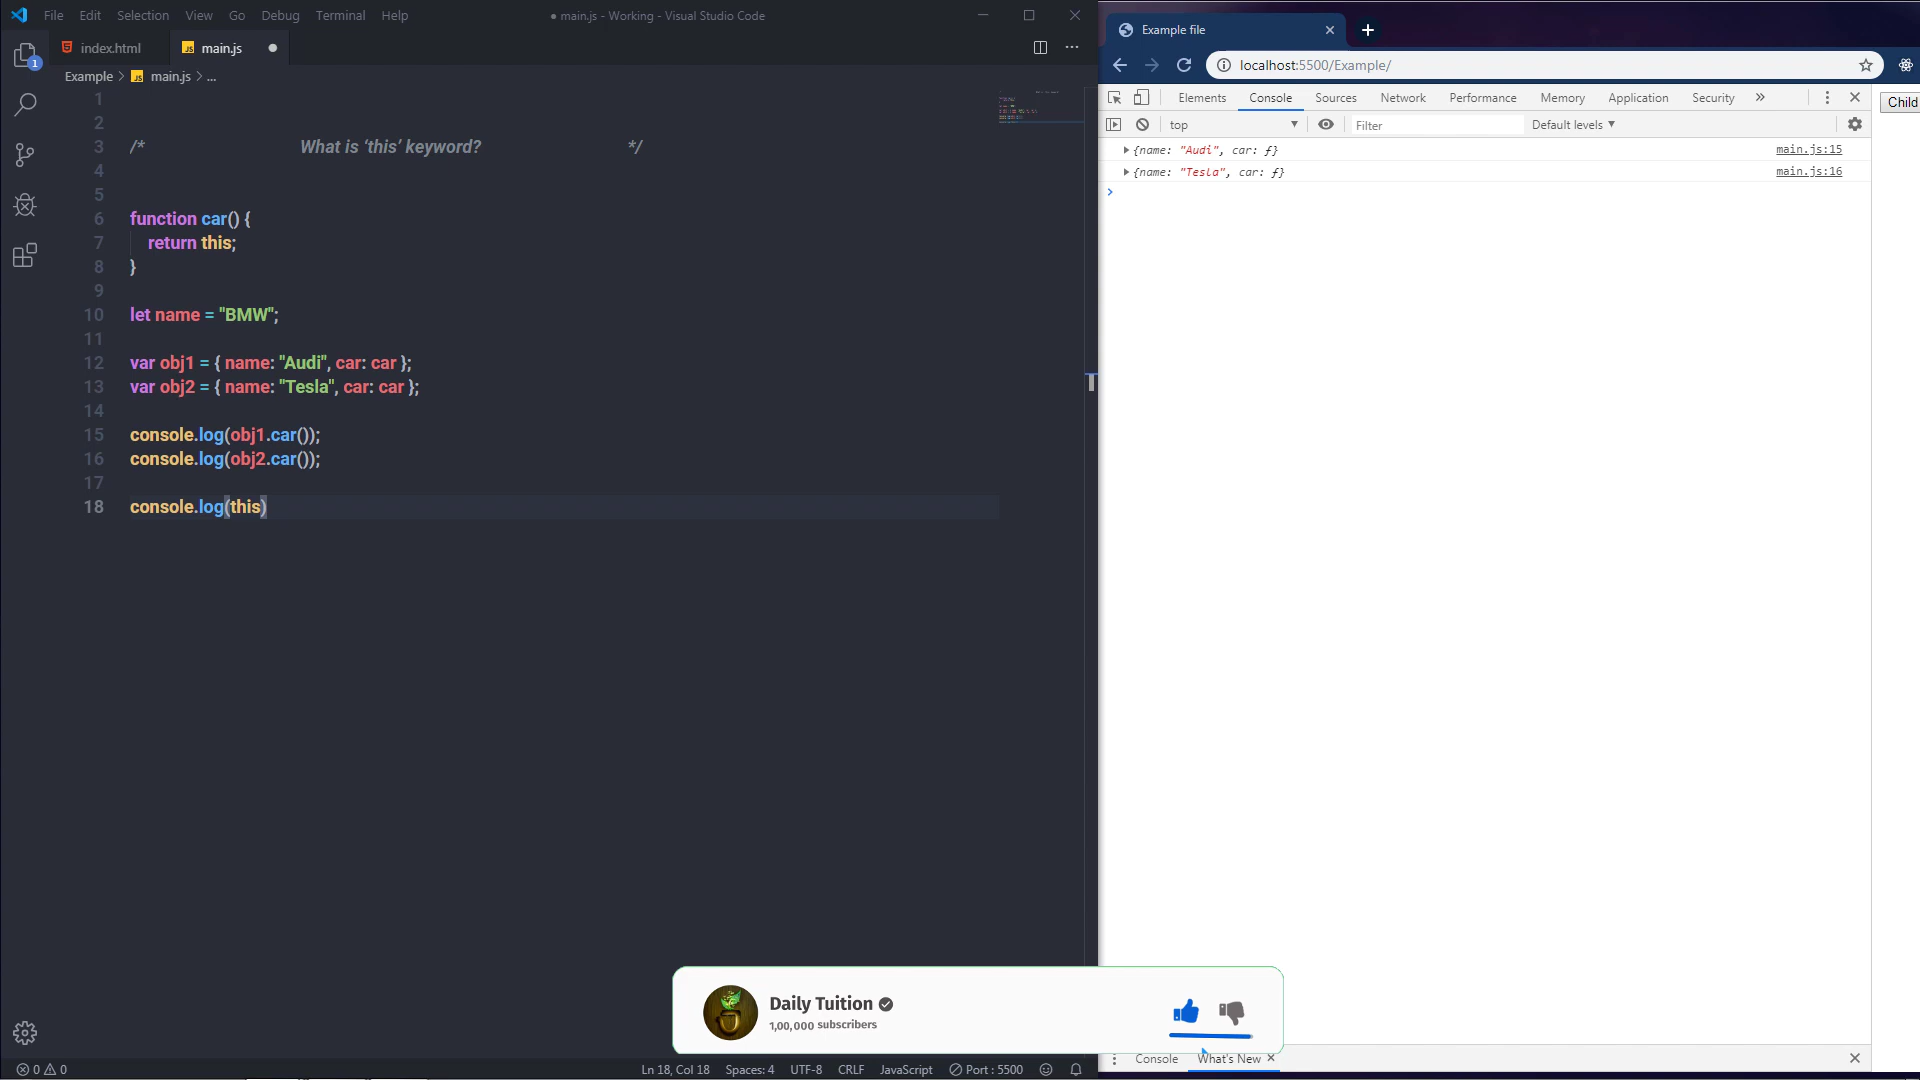 File Edit Selection View Go Debug Terminal Help
● main.js - Working - Visual Studio Code
index.html
main.js
1
Example > main.js > ...
1
2
3 /* What is ‘this’ keyword? */
4
5
6 function car() {
7 return this;
8 }
9
10 let name = "BMW";
11
12 var obj1 = { name: "Audi", car: car };
13 var obj2 = { name: "Tesla", car: car };
14
15 console.log(obj1.car());
16 console.log(obj2.car());
17
18 console.log(this)
0 0
Ln 18, Col 18 Spaces: 4 UTF-8 CRLF JavaScript Port : 5500
Example file
localhost:5500/Example/
Elements Console Sources Network Performance Memory Application Security »
top Filter Default levels
{name: "Audi", car: ƒ} main.js:15
{name: "Tesla", car: ƒ} main.js:16
>
Child
Daily Tuition
1,00,000 subscribers
Console What's New